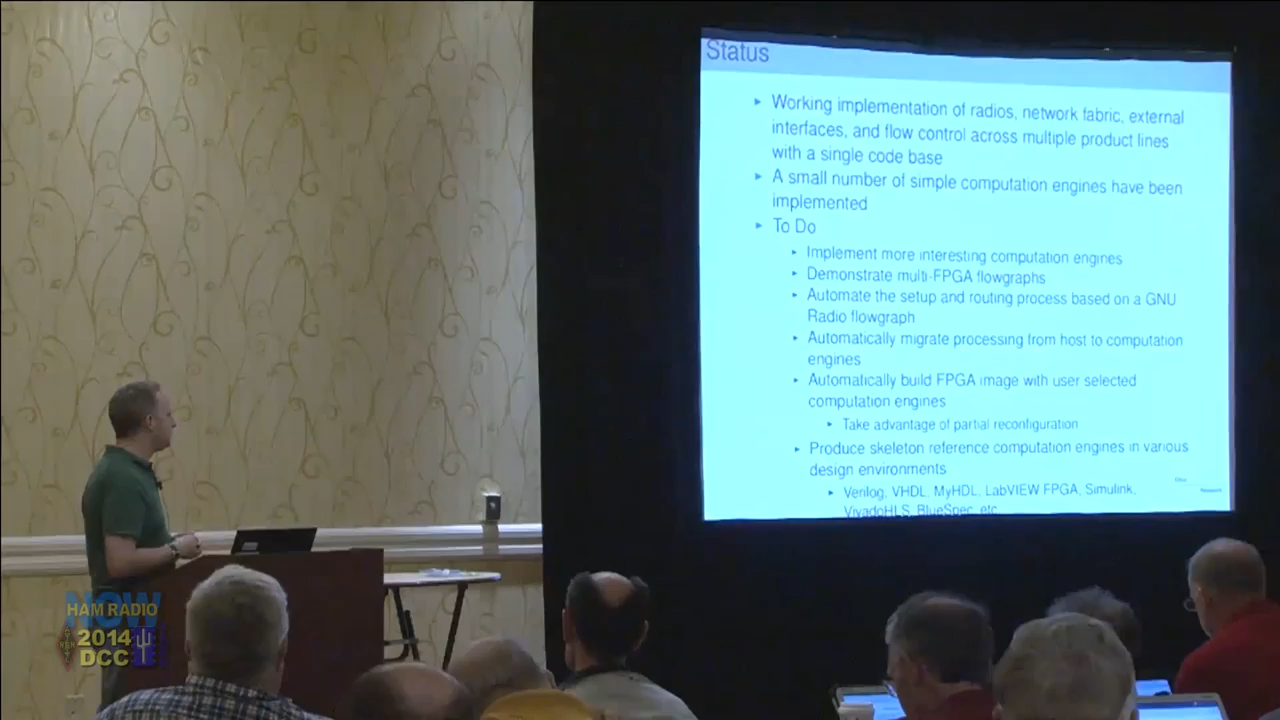 Status
Working implementation of radios, network fabric, external
interfaces, and flow control across multiple product lines
with a single code base
A small number of simple computation engines have been
implemented
To Do
Implement more interesting computation engines
Demonstrate multi-FPGA flowgraphs
Automate the setup and routing process based on a GNU
Radio flowgraph
Automatically migrate processing from host to computation
engines
Automatically build FPGA image with user selected
computation engines
Take advantage of partial reconfiguration
Produce skeleton reference computation engines in various
design environments
Verilog, VHDL, MyHDL, LabVIEW FPGA, Simulink,
VivadoHLS, BlueSpec, etc
NOW
HAM RADIO
2014
DCC